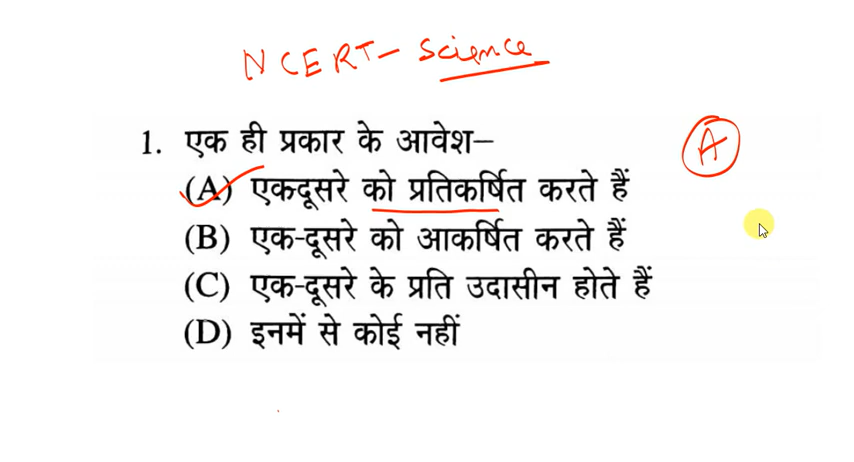 NCERT - Science
1. एक ही प्रकार के आवेश–
A
(A) एकदूसरे को प्रतिकर्षित करते हैं
(B) एक-दूसरे को आकर्षित करते हैं
(C) एक-दूसरे के प्रति उदासीन होते हैं
(D) इनमें से कोई नहीं